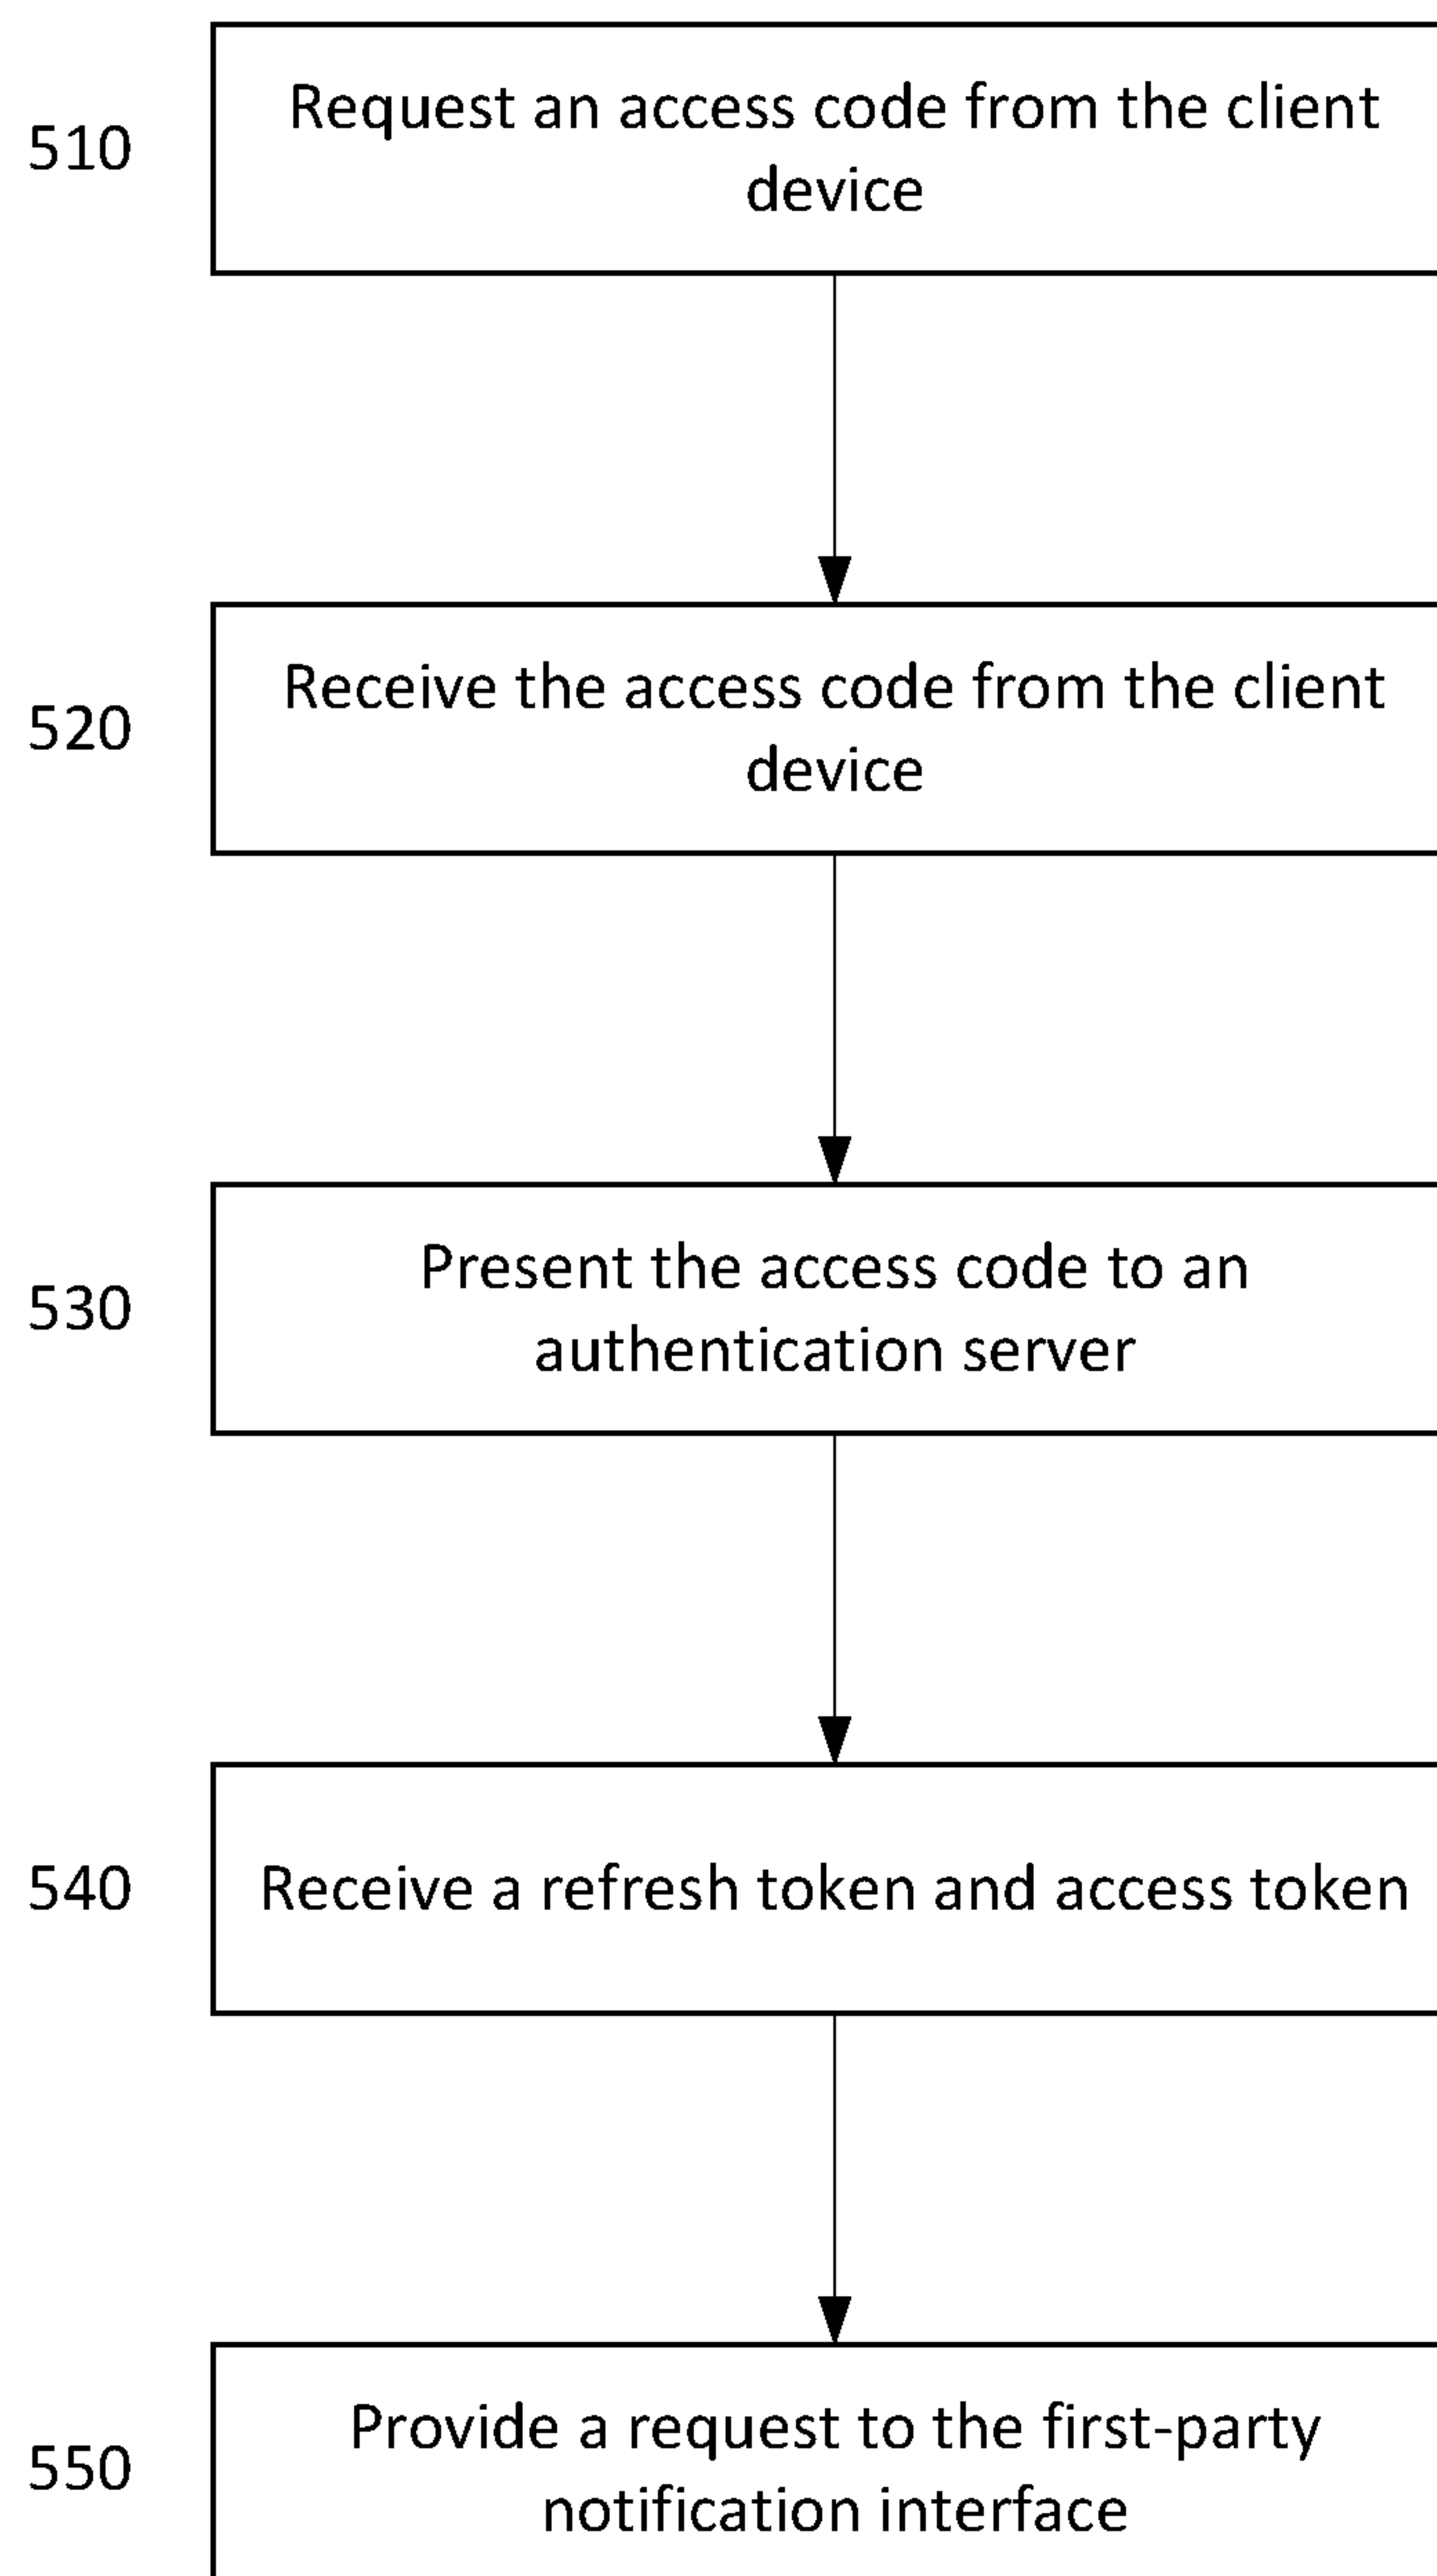 510
Request an access code from the client
device
520
Receive the access code from the client
device
530
Present the access code to an
authentication server
540
Receive a refresh token and access token
550
Provide a request to the first-party
notification interface